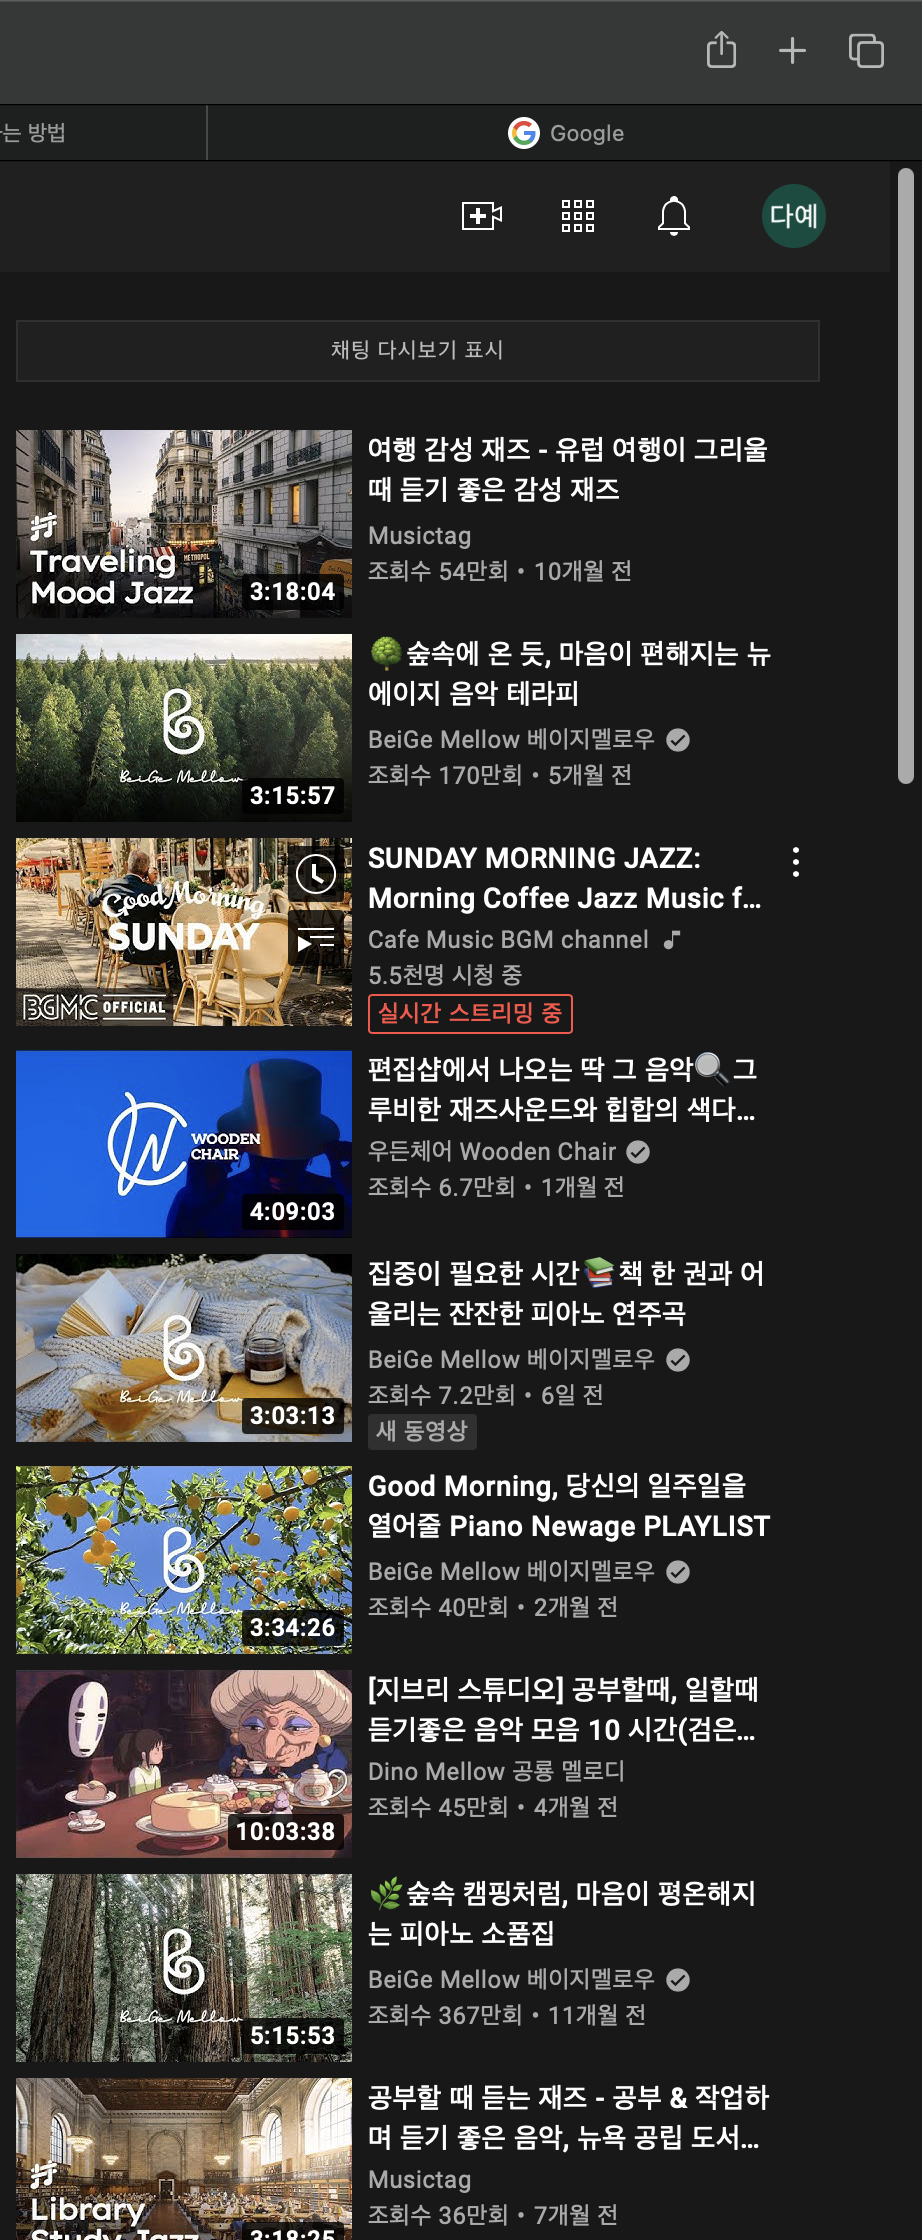 는 방법
Google
다예
채팅 다시보기 표시
Traveling
Mood Jazz
3:18:04
여행 감성 재즈 - 유럽 여행이 그리울
때 듣기 좋은 감성 재즈
Musictag
조회수 54만회 • 10개월 전
METROPOL
BeiGe Mellow
3:15:57
🌳숲속에 온 듯, 마음이 편해지는 뉴
에이지 음악 테라피
BeiGe Mellow 베이지멜로우
조회수 170만회 • 5개월 전
Good Morning
SUNDAY
BGMC OFFICIAL
SUNDAY MORNING JAZZ:
Morning Coffee Jazz Music f...
Cafe Music BGM channel
5.5천명 시청 중
실시간 스트리밍 중
WOODEN
CHAIR
4:09:03
편집샵에서 나오는 딱 그 음악🔍그
루비한 재즈사운드와 힙합의 색다...
우든체어 Wooden Chair
조회수 6.7만회 • 1개월 전
BeiGe Mellow
3:03:13
집중이 필요한 시간📚책 한 권과 어
울리는 잔잔한 피아노 연주곡
BeiGe Mellow 베이지멜로우
조회수 7.2만회 • 6일 전
새 동영상
BeiGe Mellow
3:34:26
Good Morning, 당신의 일주일을
열어줄 Piano Newage PLAYLIST
BeiGe Mellow 베이지멜로우
조회수 40만회 • 2개월 전
10:03:38
[지브리 스튜디오] 공부할때, 일할때
듣기좋은 음악 모음 10 시간(검은...
Dino Mellow 공룡 멜로디
조회수 45만회 • 4개월 전
BeiGe Mellow
5:15:53
🌿숲속 캠핑처럼, 마음이 평온해지
는 피아노 소품집
BeiGe Mellow 베이지멜로우
조회수 367만회 • 11개월 전
Library
Study Jazz
3:18:25
공부할 때 듣는 재즈 - 공부 & 작업하
며 듣기 좋은 음악, 뉴욕 공립 도서...
Musictag
조회수 36만회 • 7개월 전